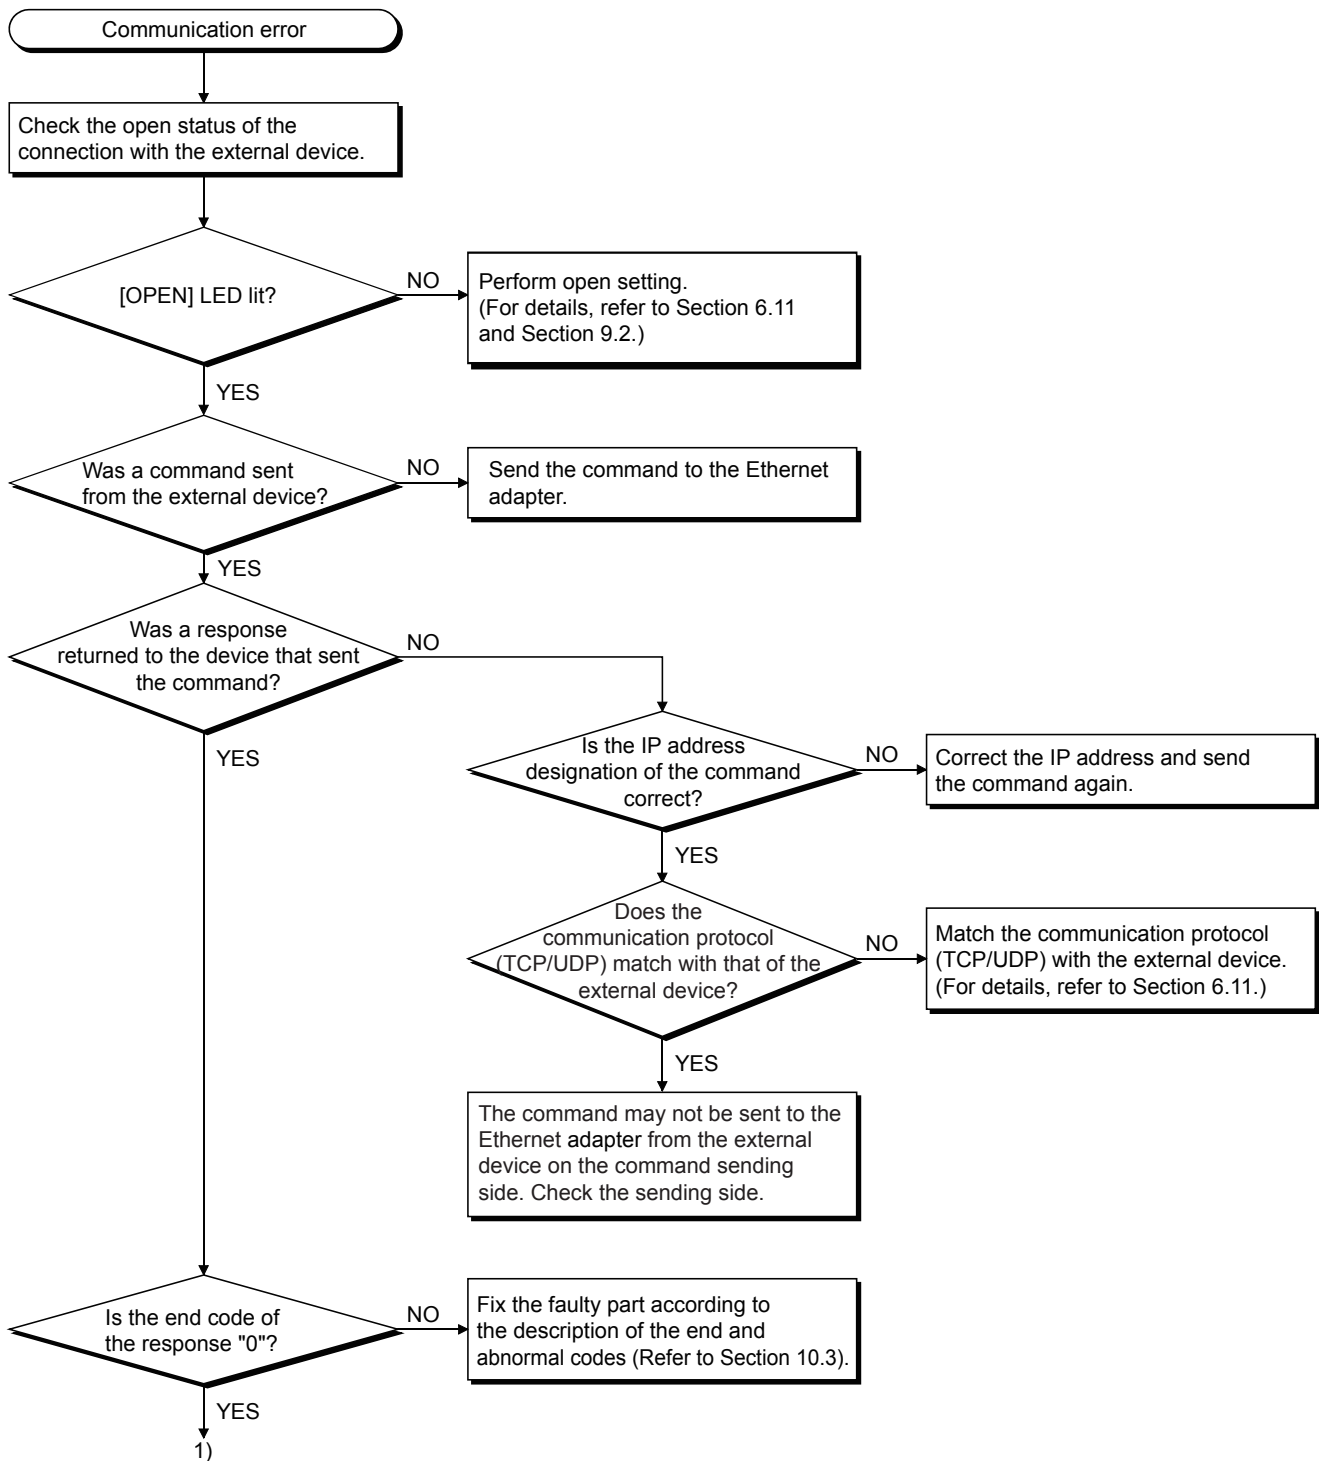 Communication error
Check the open status of the
connection with the external device.
[OPEN] LED lit?
NO
Perform open setting.
(For details, refer to Section 6.11
and Section 9.2.)
YES
Was a command sent
from the external device?
NO
Send the command to the Ethernet
adapter.
YES
Was a response
returned to the device that sent
the command?
NO
YES
Is the IP address
designation of the command
correct?
NO
Correct the IP address and send
the command again.
YES
Does the
communication protocol
(TCP/UDP) match with that of the
external device?
NO
Match the communication protocol
(TCP/UDP) with the external device.
(For details, refer to Section 6.11.)
YES
The command may not be sent to the
Ethernet adapter from the external
device on the command sending
side. Check the sending side.
Is the end code of
the response "0"?
NO
Fix the faulty part according to
the description of the end and
abnormal codes (Refer to Section 10.3).
YES
1)